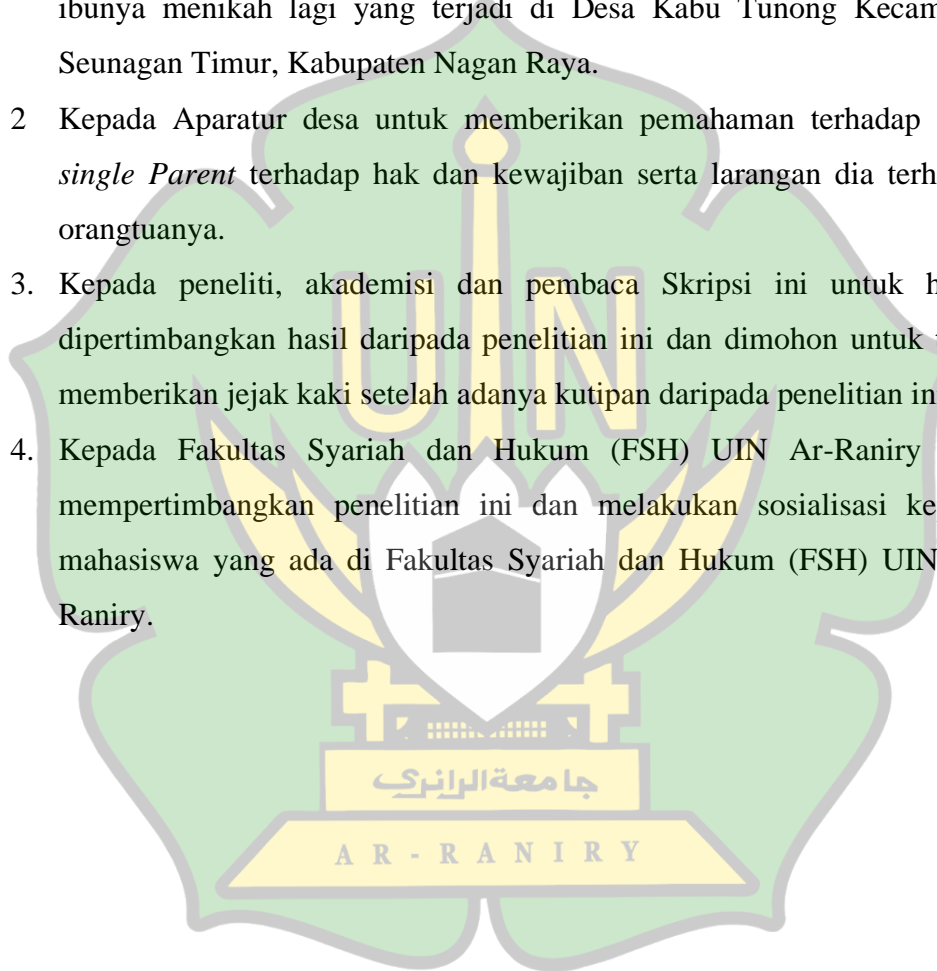 ibunya menikah lagi yang terjadi di Desa Kabu Tunong Kecam
Seunagan Timur, Kabupaten Nagan Raya.
2 Kepada Aparatur desa untuk memberikan pemahaman terhadap
single Parent terhadap hak dan kewajiban serta larangan dia terh
orangtuanya.
3. Kepada peneliti, akademisi dan pembaca Skripsi ini untuk h
dipertimbangkan hasil daripada penelitian ini dan dimohon untuk
memberikan jejak kaki setelah adanya kutipan daripada penelitian in
4. Kepada Fakultas Syariah dan Hukum (FSH) UIN Ar-Raniry
mempertimbangkan penelitian ini dan melakukan sosialisasi ke
mahasiswa yang ada di Fakultas Syariah dan Hukum (FSH) UIN
Raniry.
UIN
جامعة الرانري
AR-RANIRY